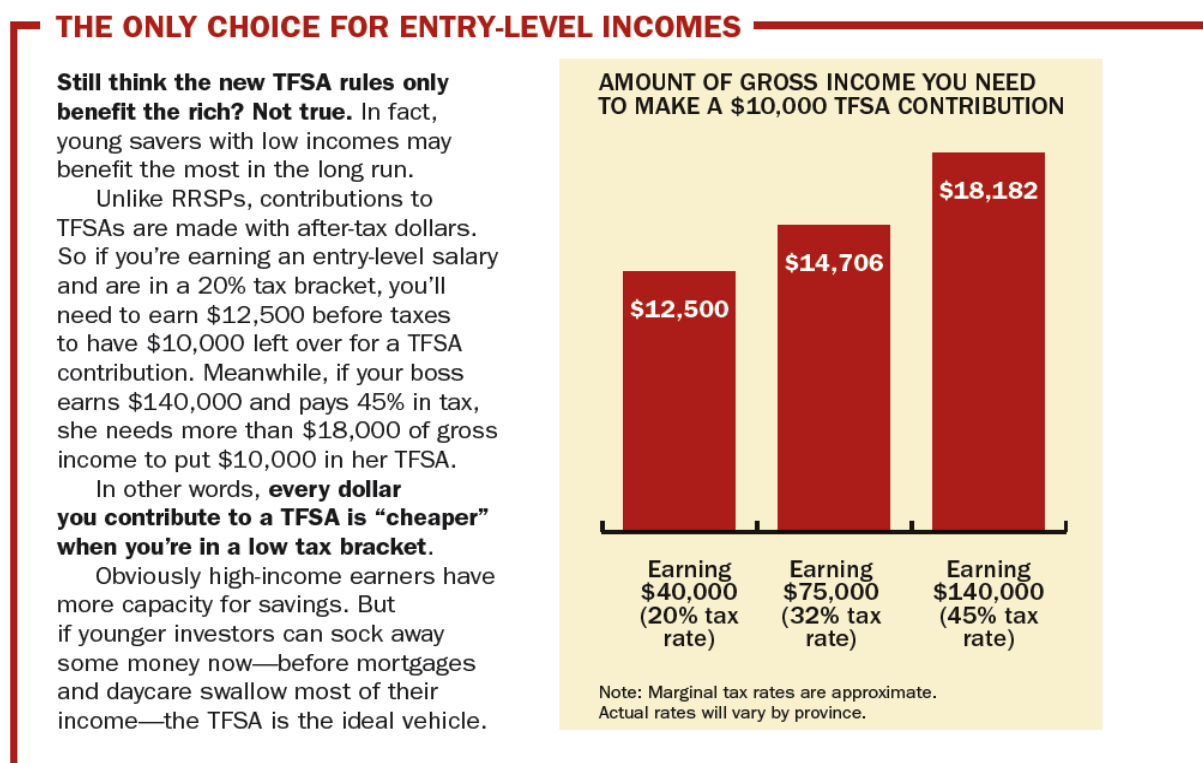 THE ONLY CHOICE FOR ENTRY-LEVEL INCOMES
Still think the new TFSA rules only
benefit the rich? Not true. In fact,
young savers with low incomes may
benefit the most in the long run.
Unlike RRSPs, contributions to
TFSAs are made with after-tax dollars.
So if you’re earning an entry-level salary
and are in a 20% tax bracket, you’ll
need to earn $12,500 before taxes
to have $10,000 left over for a TFSA
contribution. Meanwhile, if your boss
earns $140,000 and pays 45% in tax,
she needs more than $18,000 of gross
income to put $10,000 in her TFSA.
In other words, every dollar
you contribute to a TFSA is “cheaper”
when you’re in a low tax bracket.
Obviously high-income earners have
more capacity for savings. But
if younger investors can sock away
some money now—before mortgages
and daycare swallow most of their
income—the TFSA is the ideal vehicle.
AMOUNT OF GROSS INCOME YOU NEED
TO MAKE A $10,000 TFSA CONTRIBUTION
$12,500
$14,706
$18,182
Earning
$40,000
(20% tax
rate)
Earning
$75,000
(32% tax
rate)
Earning
$140,000
(45% tax
rate)
Note: Marginal tax rates are approximate.
Actual rates will vary by province.